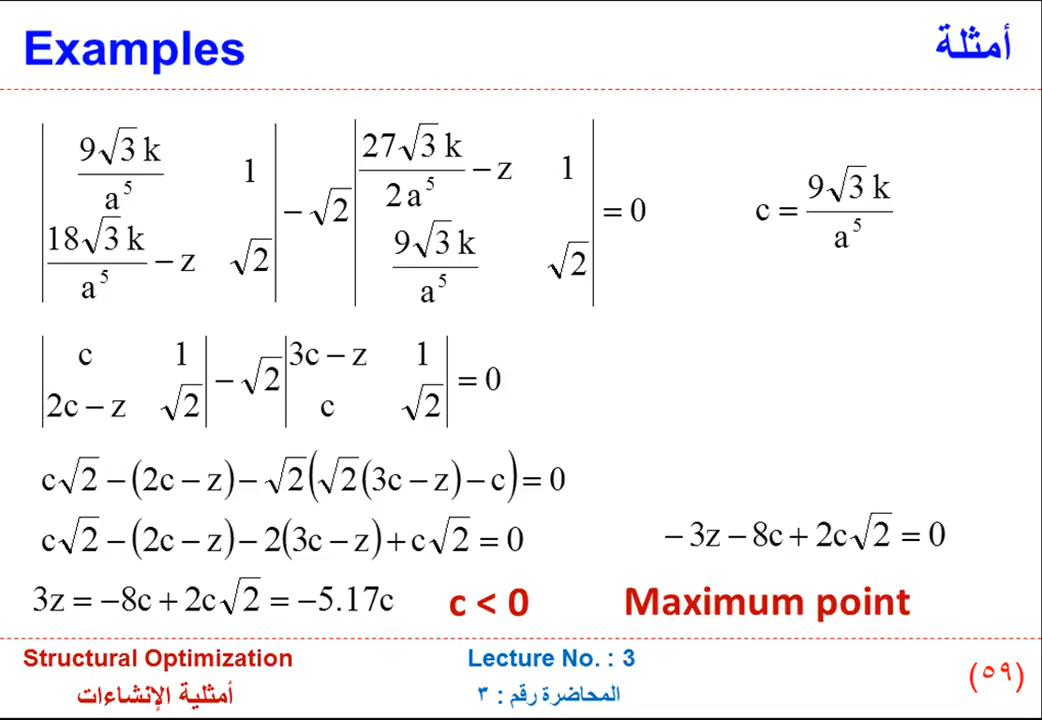 Examples
أمثلة
| 9√3 k / a⁵    1 ; 18√3 k / a⁵ − z    √2 | − √2 | 27√3 k / 2a⁵ − z    1 ; 9√3 k / a⁵    √2 | = 0
c = 9√3 k / a⁵
| c    1 ; 2c − z    √2 | − √2 | 3c − z    1 ; c    √2 | = 0
c√2 − (2c − z) − √2(√2(3c − z) − c) = 0
c√2 − (2c − z) − 2(3c − z) + c√2 = 0
− 3z − 8c + 2c√2 = 0
3z = −8c + 2c√2 = −5.17c
c < 0
Maximum point
Structural Optimization
Lecture No. : 3
أمثلية الإنشاءات
المحاضرة رقم : ٣
(٥٩)